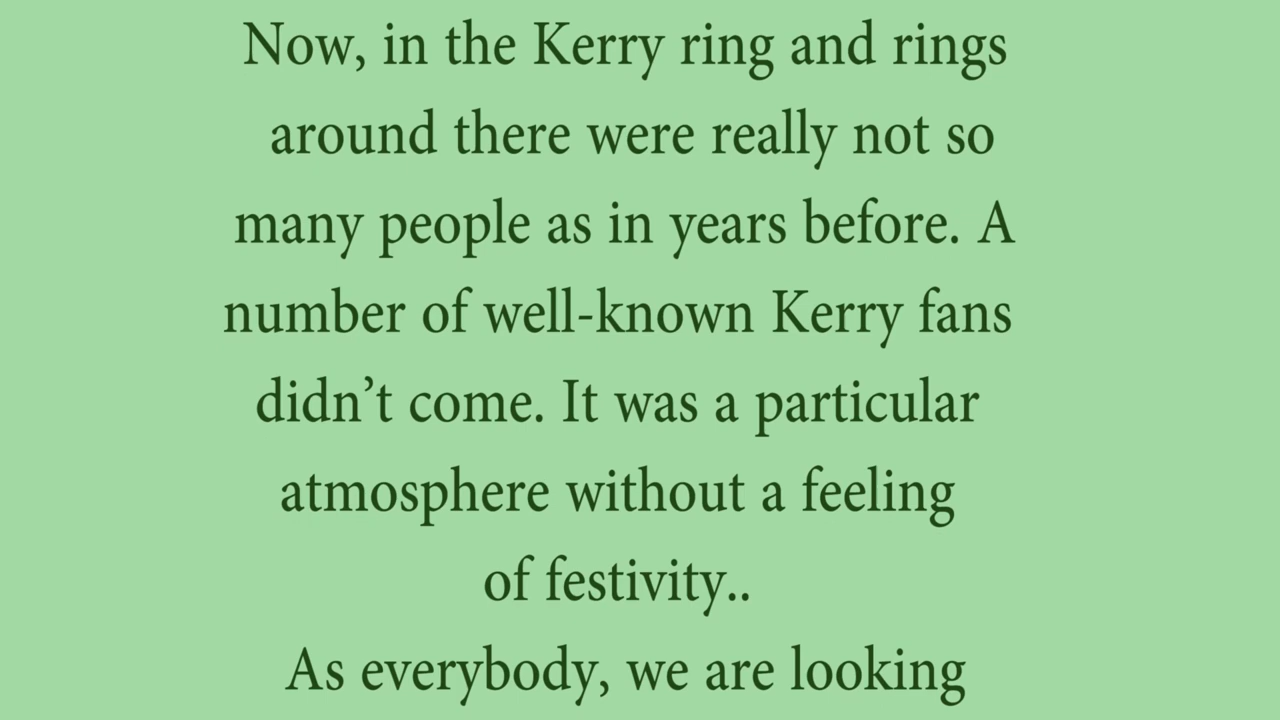 Now, in the Kerry ring and rings
around there were really not so
many people as in years before. A
number of well-known Kerry fans
didn’t come. It was a particular
atmosphere without a feeling
of festivity..
As everybody, we are looking